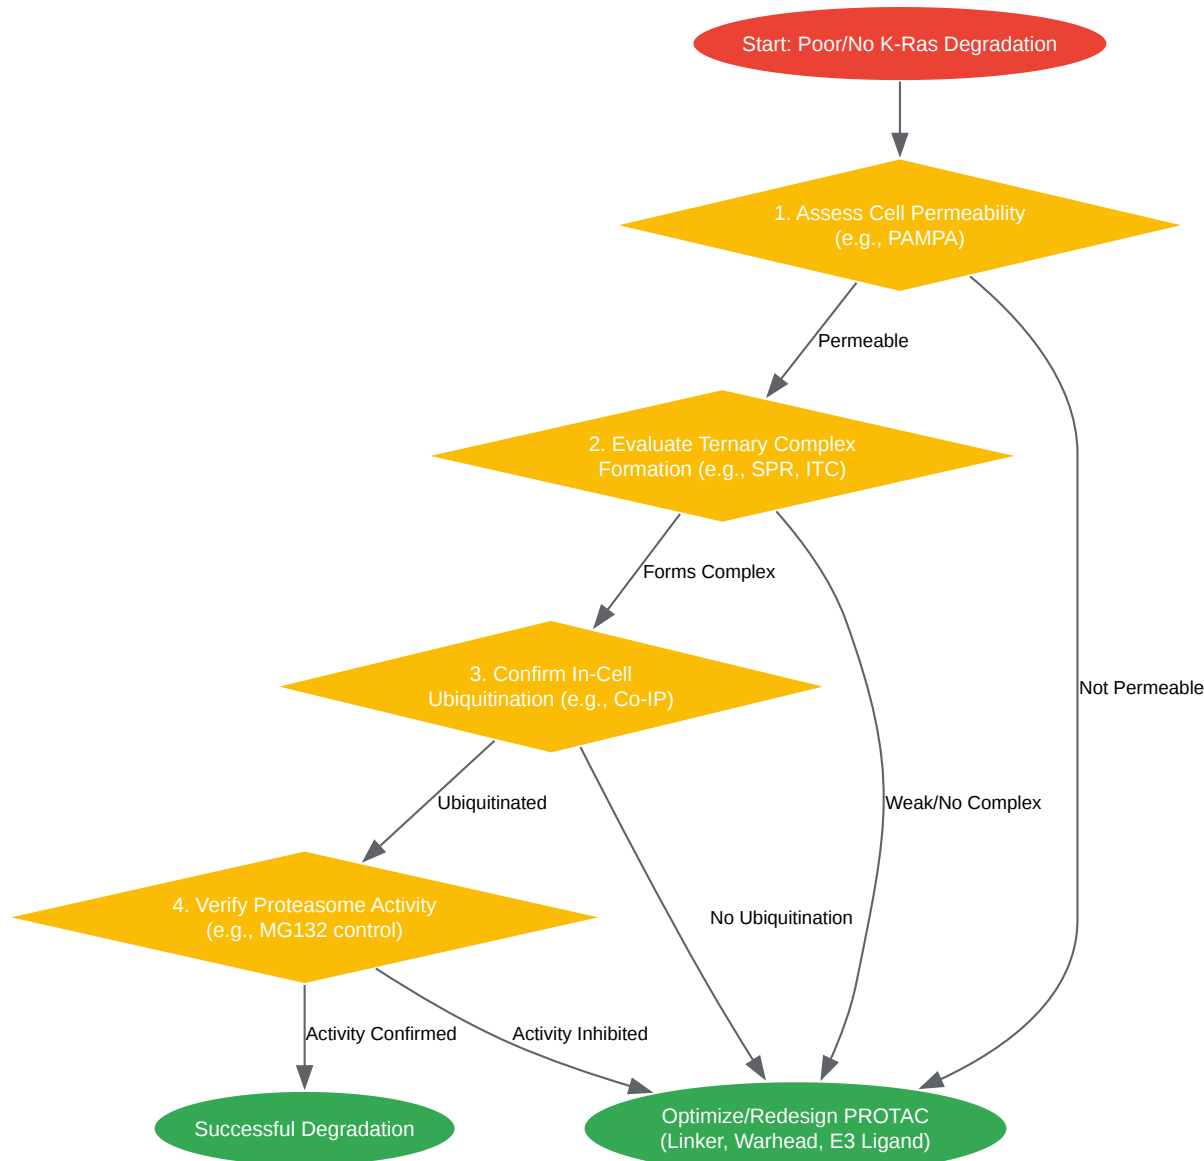 Start: Poor/No K-Ras Degradation
1. Assess Cell Permeability
(e.g., PAMPA)
Permeable
2. Evaluate Ternary Complex
Formation (e.g., SPR, ITC)
Forms Complex
3. Confirm In-Cell
Ubiquitination (e.g., Co-IP)
Not Permeable
Ubiquitinated
Weak/No Complex
4. Verify Proteasome Activity
(e.g., MG132 control)
No Ubiquitination
Activity Confirmed
Activity Inhibited
Successful Degradation
Optimize/Redesign PROTAC
(Linker, Warhead, E3 Ligand)